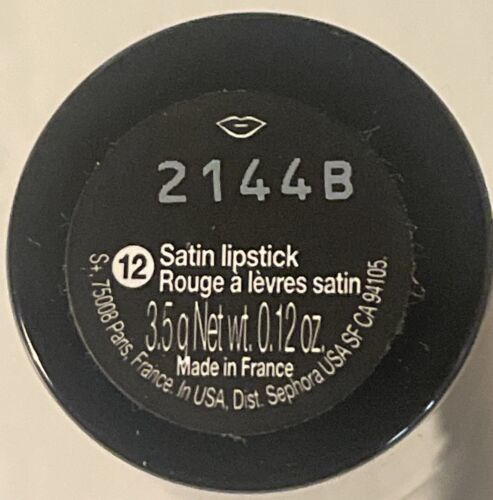 2144B
12 Satin lipstick
Rouge à lèvres satin
3.5 g Net wt. 0.12 oz.
Made in France
S+, 75008 Paris, France. In USA, Dist. Sephora USA SF CA 94105.